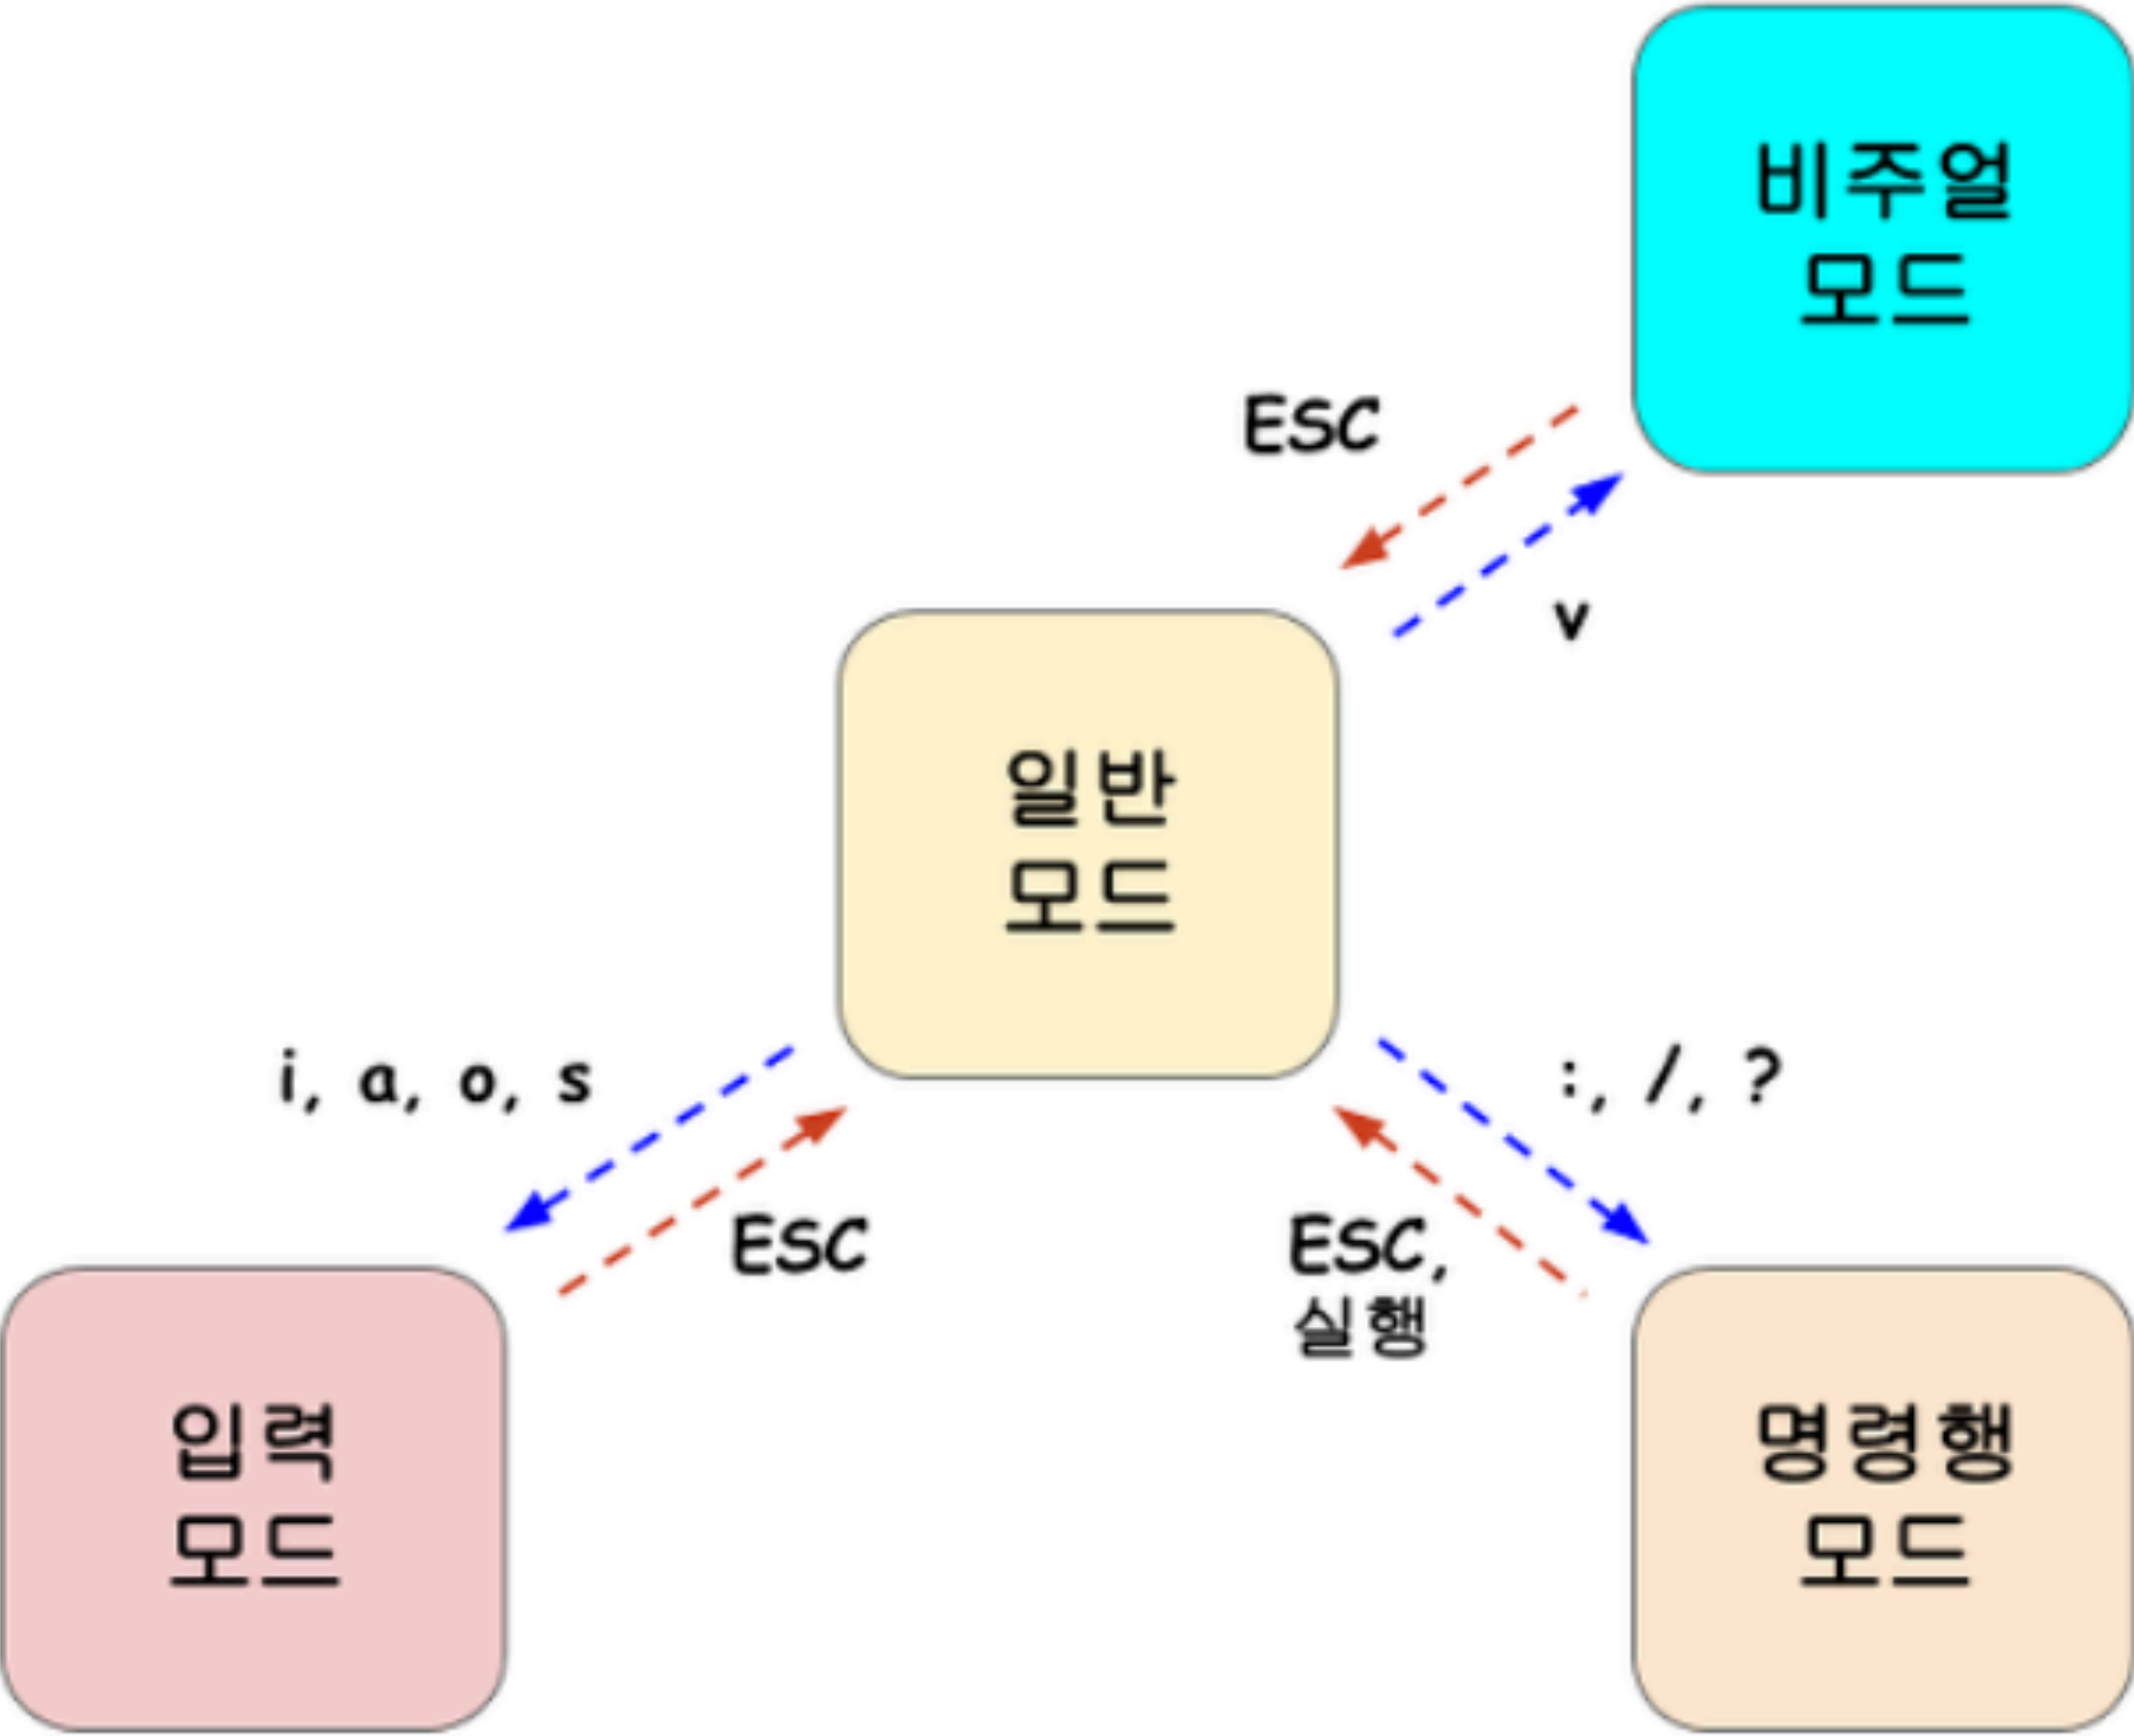 비주얼
모드
ESC
v
일반
모드
i, a, o, s
:, /, ?
ESC
ESC,
실행
입력
모드
명령행
모드